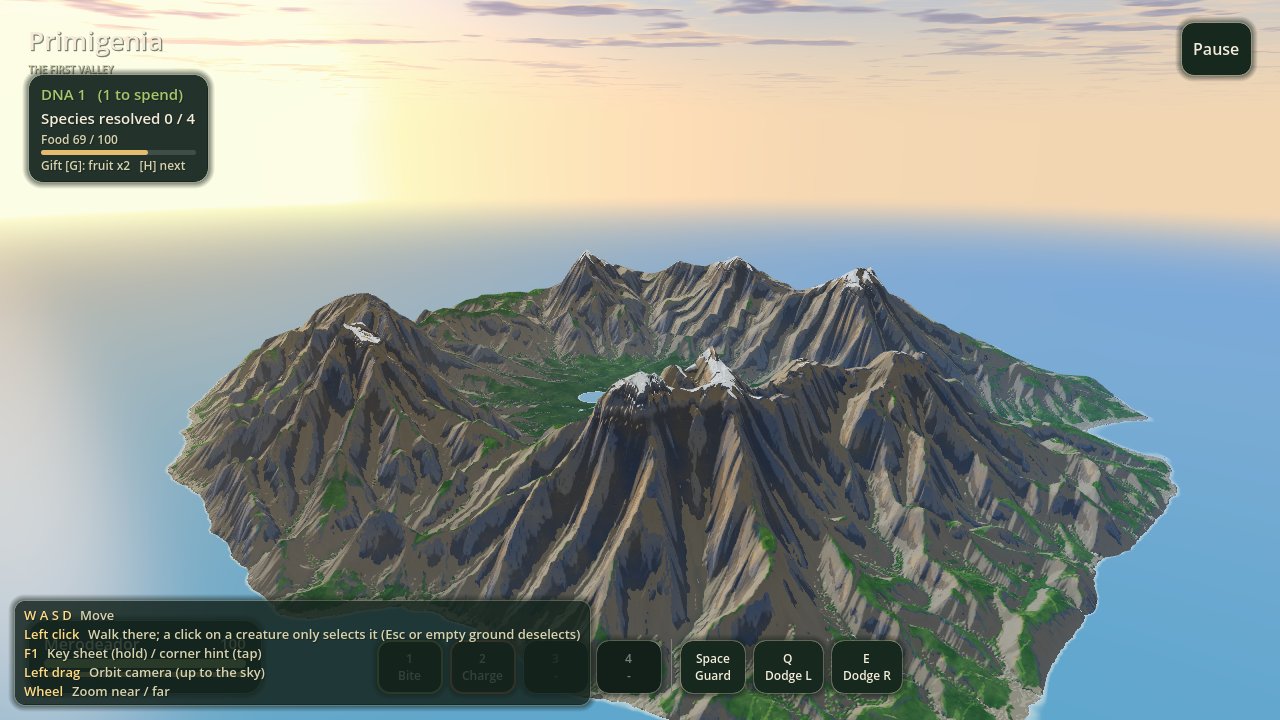 Primigenia
THE FIRST VALLEY
Pause
DNA 1 (1 to spend)
Species resolved 0 / 4
Food 69 / 100
Gift [G]: fruit x2 [H] next
W A S D Move
Left click Walk there; a click on a creature only selects it (Esc or empty ground deselects)
F1 Key sheet (hold) / corner hint (tap)
Left drag Orbit camera (up to the sky)
Wheel Zoom near / far
1
Bite
2
Charge
3
-
4
-
Space
Guard
Q
Dodge L
E
Dodge R